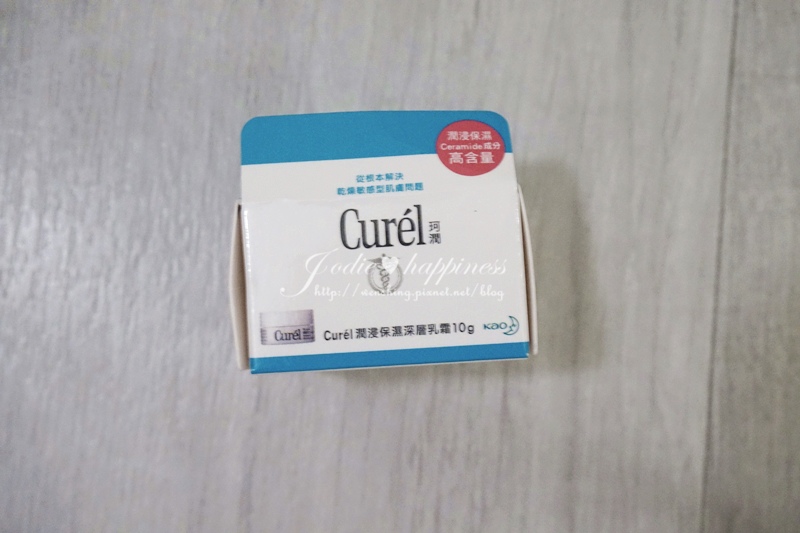 潤浸保濕
Ceramide成分
高含量
從根本解決
乾燥敏感型肌膚問題
Curél 珂潤
Jodie happiness
http://wenching.pixnet.net/blog
Curél
Curél 潤浸保濕深層乳霜10g
Kao